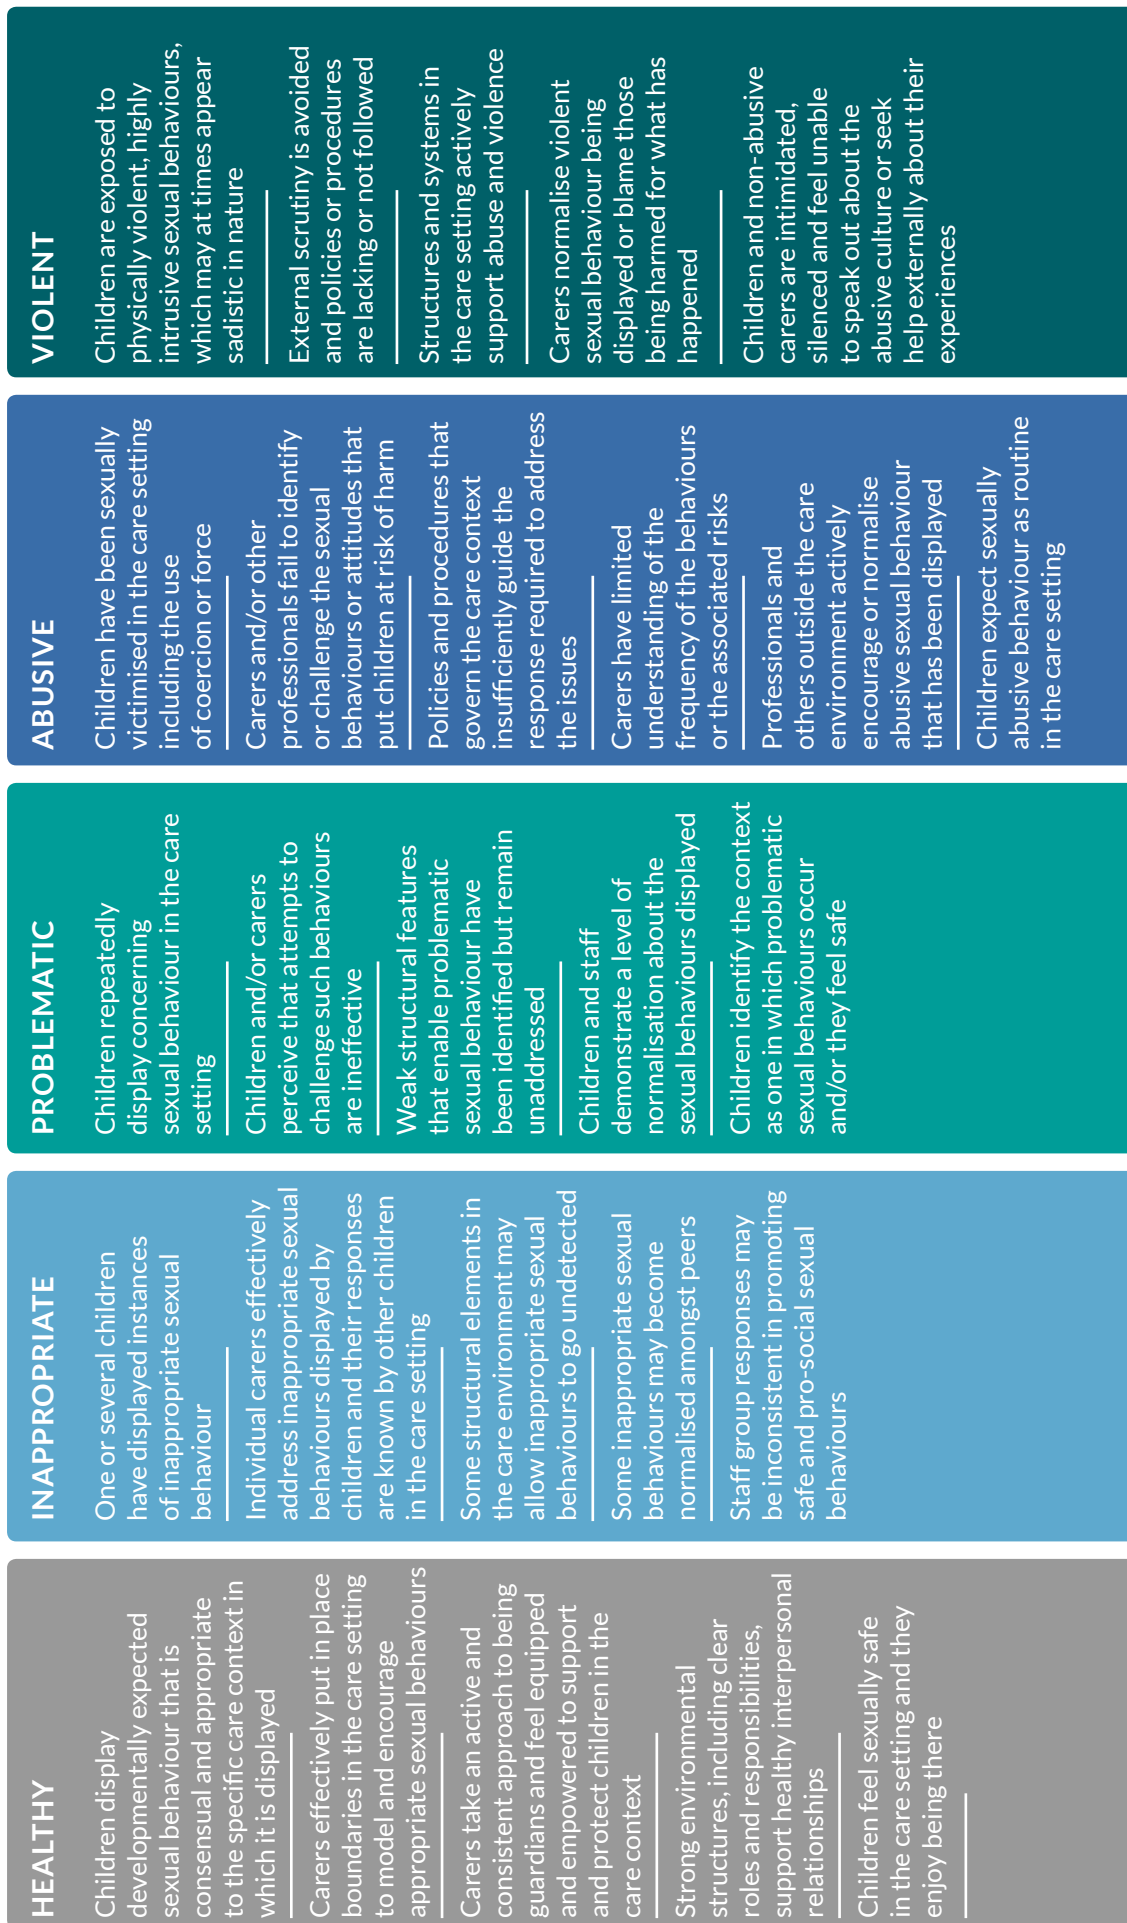 HEALTHY
Children display
developmentally expected
sexual behaviour that is
consensual and appropriate
to the specific care context in
which it is displayed
Carers effectively put in place
boundaries in the care setting
to model and encourage
appropriate sexual behaviours
Carers take an active and
consistent approach to being
guardians and feel equipped
and empowered to support
and protect children in the
care context
Strong environmental
structures, including clear
roles and responsibilities,
support healthy interpersonal
relationships
Children feel sexually safe
in the care setting and they
enjoy being there
INAPPROPRIATE
One or several children
have displayed instances
of inappropriate sexual
behaviour
Individual carers effectively
address inappropriate sexual
behaviours displayed by
children and their responses
are known by other children
in the care setting
Some structural elements in
the care environment may
allow inappropriate sexual
behaviours to go undetected
Some inappropriate sexual
behaviours may become
normalised amongst peers
Staff group responses may
be inconsistent in promoting
safe and pro-social sexual
behaviours
PROBLEMATIC
Children repeatedly
display concerning
sexual behaviour in the care
setting
Children and/or carers
perceive that attempts to
challenge such behaviours
are ineffective
Weak structural features
that enable problematic
sexual behaviour have
been identified but remain
unaddressed
Children and staff
demonstrate a level of
normalisation about the
sexual behaviours displayed
Children identify the context
as one in which problematic
sexual behaviours occur
and/or they feel safe
ABUSIVE
Children have been sexually
victimised in the care setting
including the use
of coercion or force
Carers and/or other
professionals fail to identify
or challenge the sexual
behaviours or attitudes that
put children at risk of harm
Policies and procedures that
govern the care context
insufficiently guide the
response required to address
the issues
Carers have limited
understanding of the
frequency of the behaviours
or the associated risks
Professionals and
others outside the care
environment actively
encourage or normalise
abusive sexual behaviour
that has been displayed
Children expect sexually
abusive behaviour as routine
in the care setting
VIOLENT
Children are exposed to
physically violent, highly
intrusive sexual behaviours,
which may at times appear
sadistic in nature
External scrutiny is avoided
and policies or procedures
are lacking or not followed
Structures and systems in
the care setting actively
support abuse and violence
Carers normalise violent
sexual behaviour being
displayed or blame those
being harmed for what has
happened
Children and non-abusive
carers are intimidated,
silenced and feel unable
to speak out about the
abusive culture or seek
help externally about their
experiences